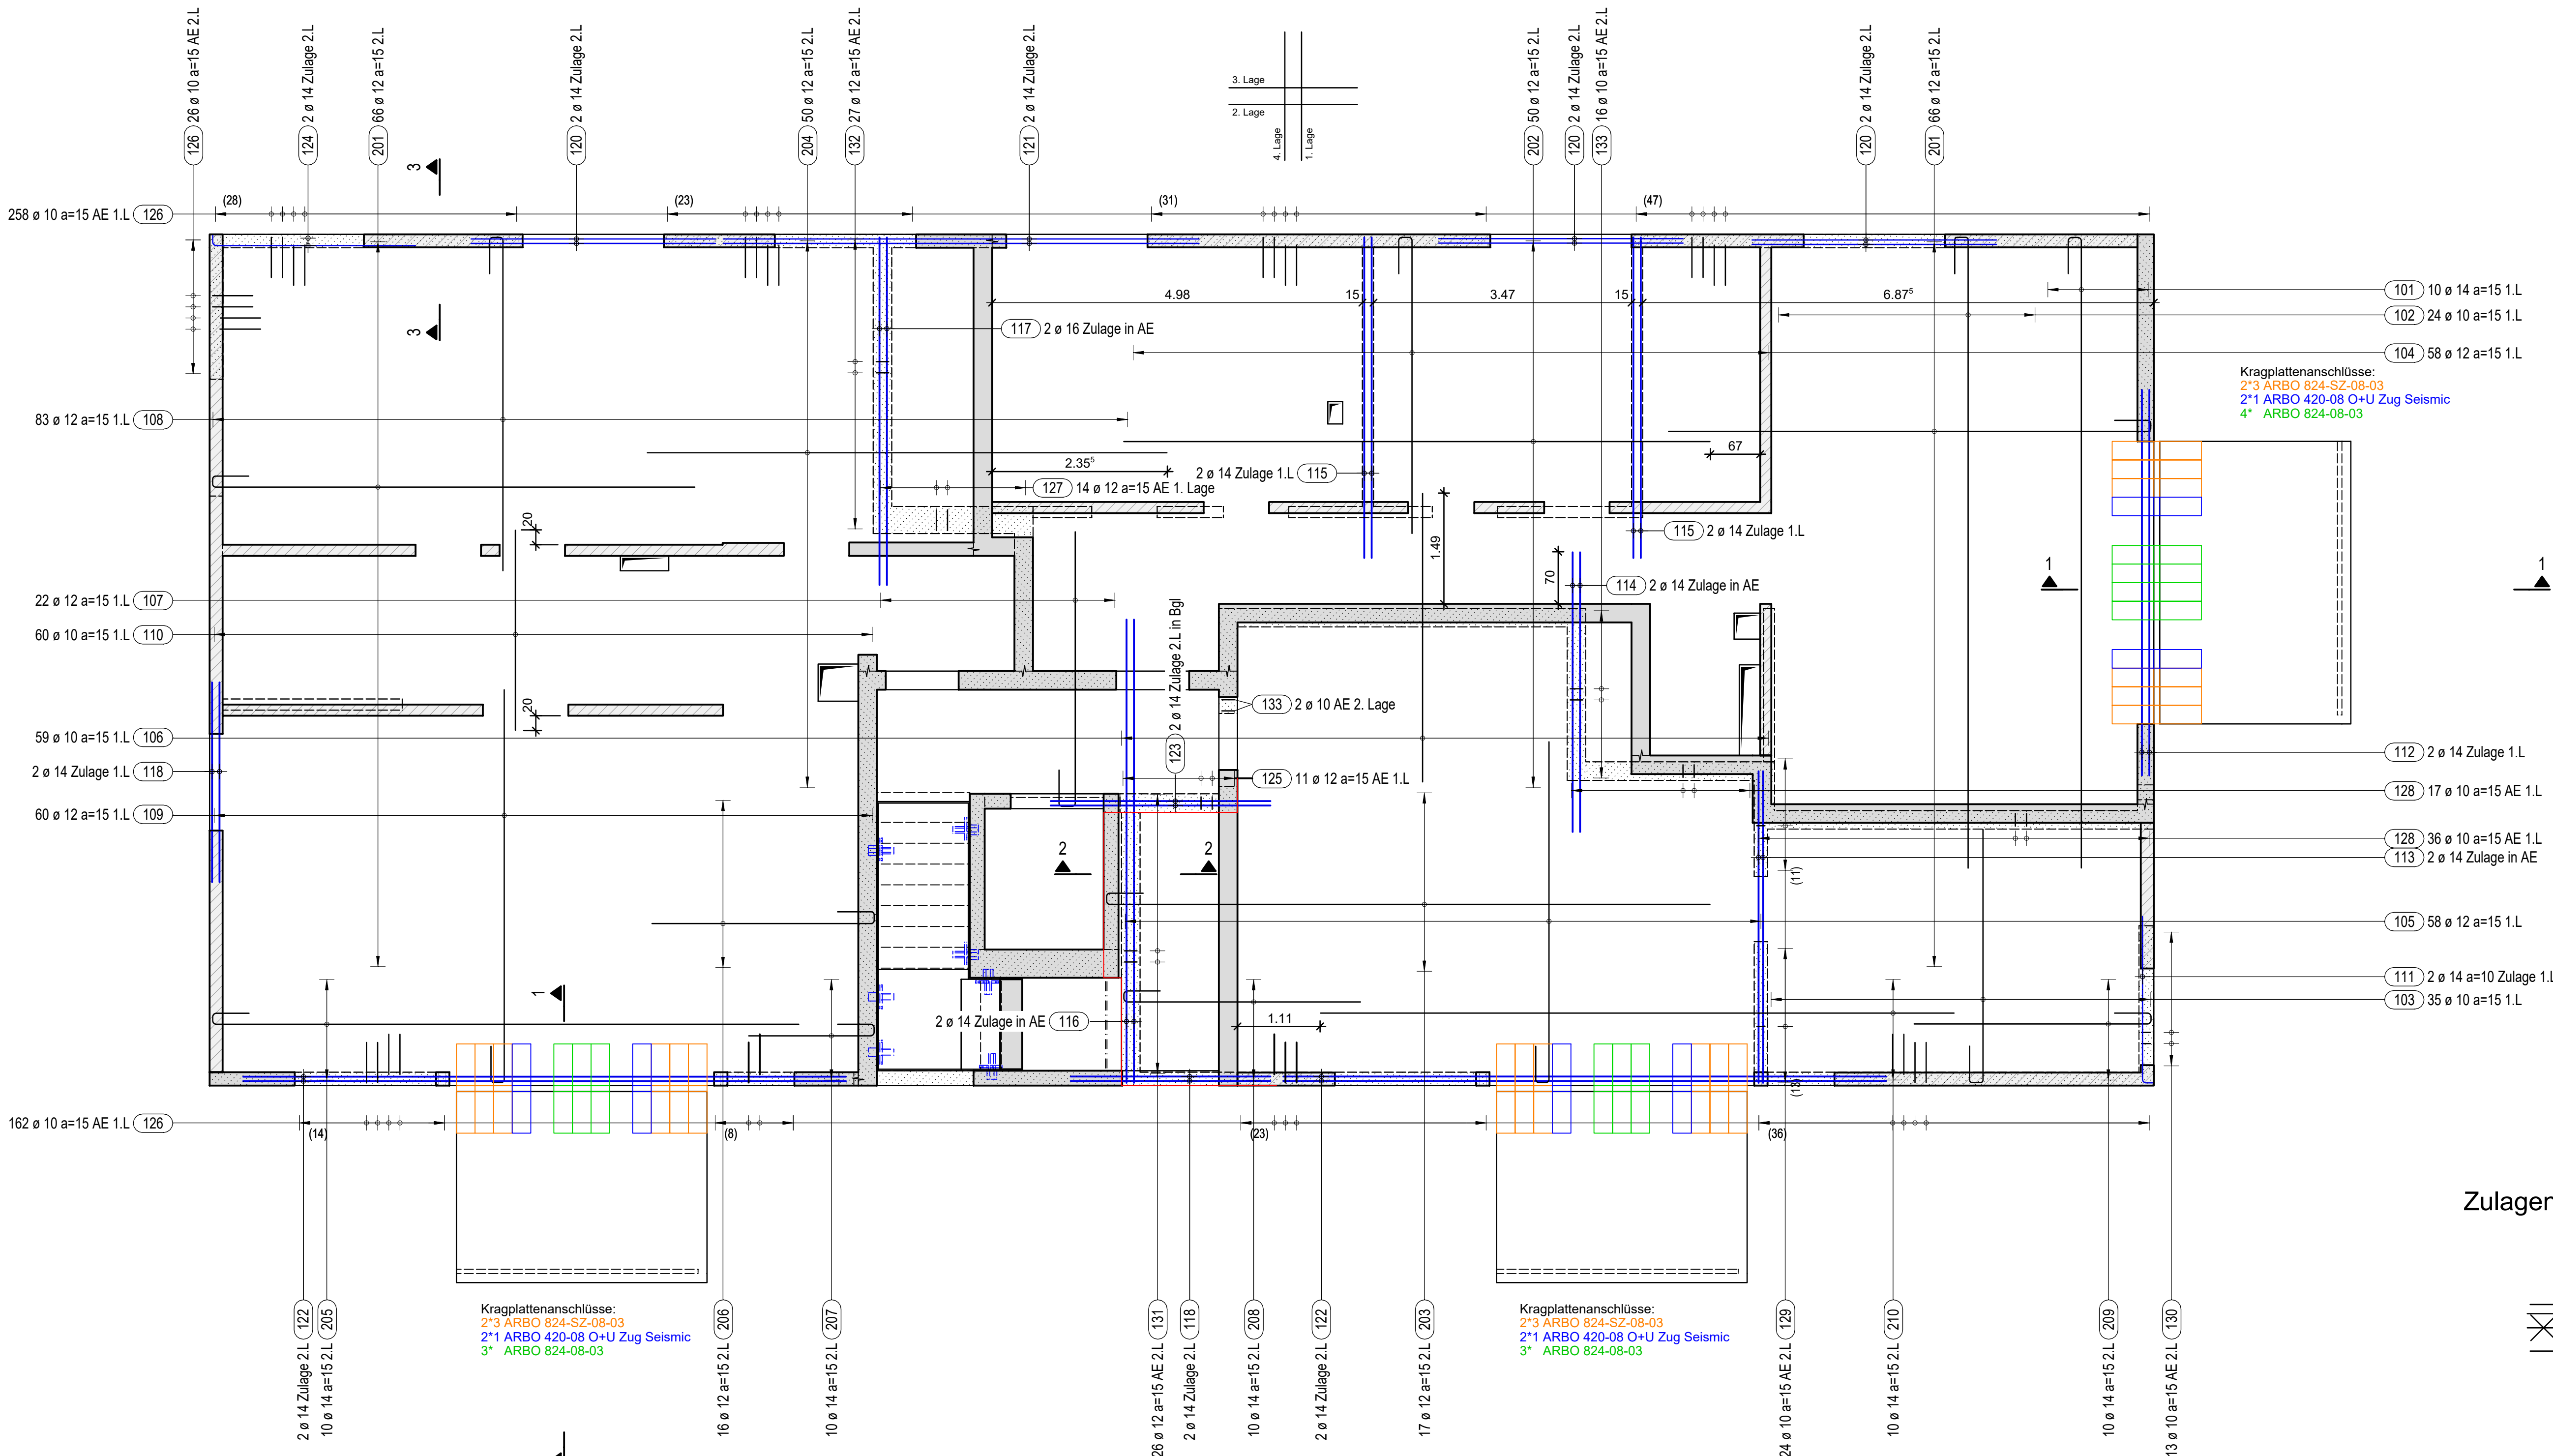 126 26 ø 10 a=15 AE 2.L
124 2 ø 14 Zulage 2.L
201 66 ø 12 a=15 2.L
120 2 ø 14 Zulage 2.L
204 50 ø 12 a=15 2.L
132 27 ø 12 a=15 AE 2.L
121 2 ø 14 Zulage 2.L
3. Lage
2. Lage
4. Lage
1. Lage
202 50 ø 12 a=15 2.L
120 2 ø 14 Zulage 2.L
133 16 ø 10 a=15 AE 2.L
120 2 ø 14 Zulage 2.L
201 66 ø 12 a=15 2.L
3
258 ø 10 a=15 AE 1.L 126
(28)
(23)
(31)
(47)
4.98
15
3.47
15
6.87⁵
101 10 ø 14 a=15 1.L
102 24 ø 10 a=15 1.L
3
117 2 ø 16 Zulage in AE
104 58 ø 12 a=15 1.L
Kragplattenanschlüsse:
2*3 ARBO 824-SZ-08-03
2*1 ARBO 420-08 O+U Zug Seismic
4* ARBO 824-08-03
83 ø 12 a=15 1.L 108
67
2.35⁵
2 ø 14 Zulage 1.L 115
127 14 ø 12 a=15 AE 1. Lage
20
115 2 ø 14 Zulage 1.L
1.49
70
1
1
114 2 ø 14 Zulage in AE
22 ø 12 a=15 1.L 107
60 ø 10 a=15 1.L 110
123 2 ø 14 Zulage 2.L in Bgl
20
133 2 ø 10 AE 2. Lage
59 ø 10 a=15 1.L 106
112 2 ø 14 Zulage 1.L
2 ø 14 Zulage 1.L 118
125 11 ø 12 a=15 AE 1.L
128 17 ø 10 a=15 AE 1.L
60 ø 12 a=15 1.L 109
128 36 ø 10 a=15 AE 1.L
2
2
113 2 ø 14 Zulage in AE
(11)
105 58 ø 12 a=15 1.L
111 2 ø 14 a=10 Zulage 1.L
1
103 35 ø 10 a=15 1.L
2 ø 14 Zulage in AE 116
1.11
(13)
162 ø 10 a=15 AE 1.L 126
(14)
(8)
(23)
(36)
Zulagen
Kragplattenanschlüsse:
2*3 ARBO 824-SZ-08-03
2*1 ARBO 420-08 O+U Zug Seismic
3* ARBO 824-08-03
Kragplattenanschlüsse:
2*3 ARBO 824-SZ-08-03
2*1 ARBO 420-08 O+U Zug Seismic
3* ARBO 824-08-03
2 ø 14 Zulage 2.L 122
10 ø 14 a=15 2.L 205
16 ø 12 a=15 2.L 206
10 ø 14 a=15 2.L 207
26 ø 12 a=15 AE 2.L 131
2 ø 14 Zulage 2.L 1118
10 ø 14 a=15 2.L 208
2 ø 14 Zulage 2.L 122
17 ø 12 a=15 2.L 203
24 ø 10 a=15 AE 2.L 129
10 ø 14 a=15 2.L 210
10 ø 14 a=15 2.L 209
13 ø 10 a=15 AE 2.L 130